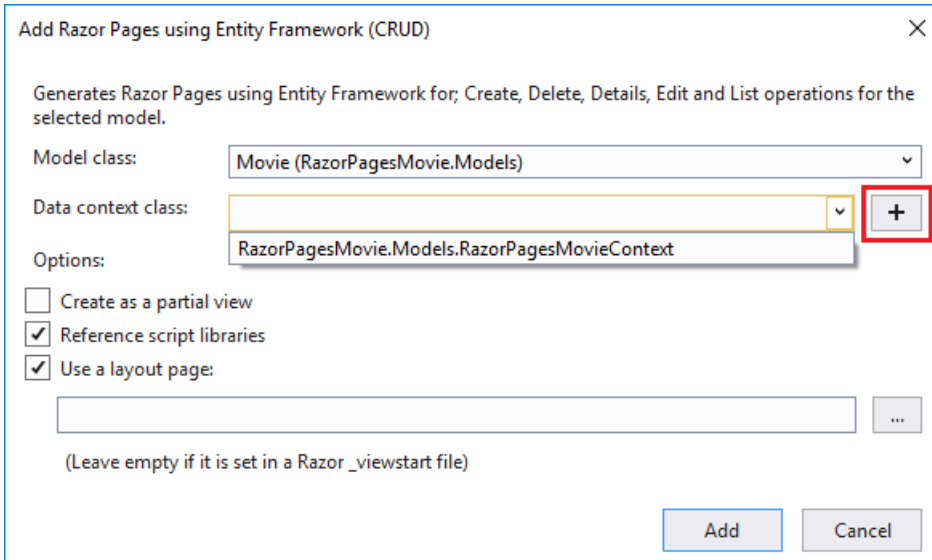 Add Razor Pages using Entity Framework (CRUD)
Generates Razor Pages using Entity Framework for; Create, Delete, Details, Edit and List operations for the
selected model.
Model class:
Movie (RazorPagesMovie.Models)
Data context class:
+
RazorPagesMovie.Models.RazorPagesMovieContext
Options:
Create as a partial view
Reference script libraries
Use a layout page:
...
(Leave empty if it is set in a Razor _viewstart file)
Add
Cancel